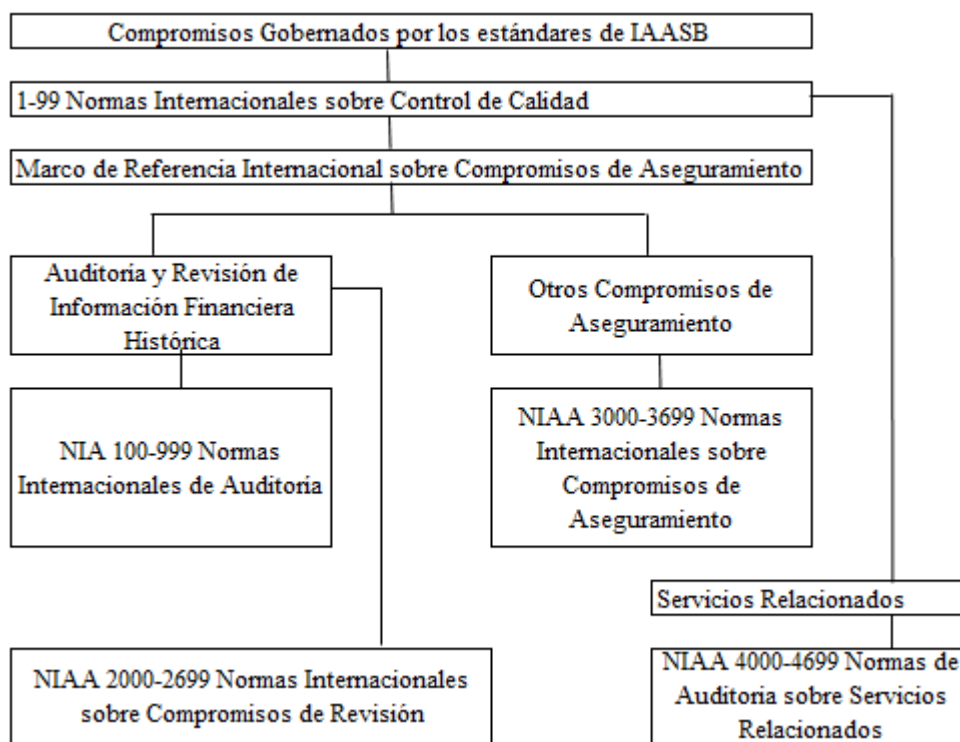 Compromisos Gobernados por los estándares de IAASB
1-99 Normas Internacionales sobre Control de Calidad
Marco de Referencia Internacional sobre Compromisos de Aseguramiento
Auditoría y Revisión de
Información Financiera
Histórica
Otros Compromisos de
Aseguramiento
NIA 100-999 Normas
Internacionales de Auditoría
NIAA 3000-3699 Normas
Internacionales sobre
Compromisos de
Aseguramiento
Servicios Relacionados
NIAA 2000-2699 Normas Internacionales
sobre Compromisos de Revisión
NIAA 4000-4699 Normas de
Auditoria sobre Servicios
Relacionados